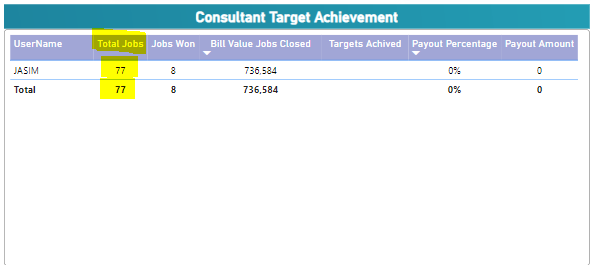 Consultant Target Achievement
UserName Total Jobs Jobs Won Bill Value Jobs Closed Targets Achived Payout Percentage Payout Amount
JASIM 77 8 736,584 0% 0
Total 77 8 736,584 0% 0